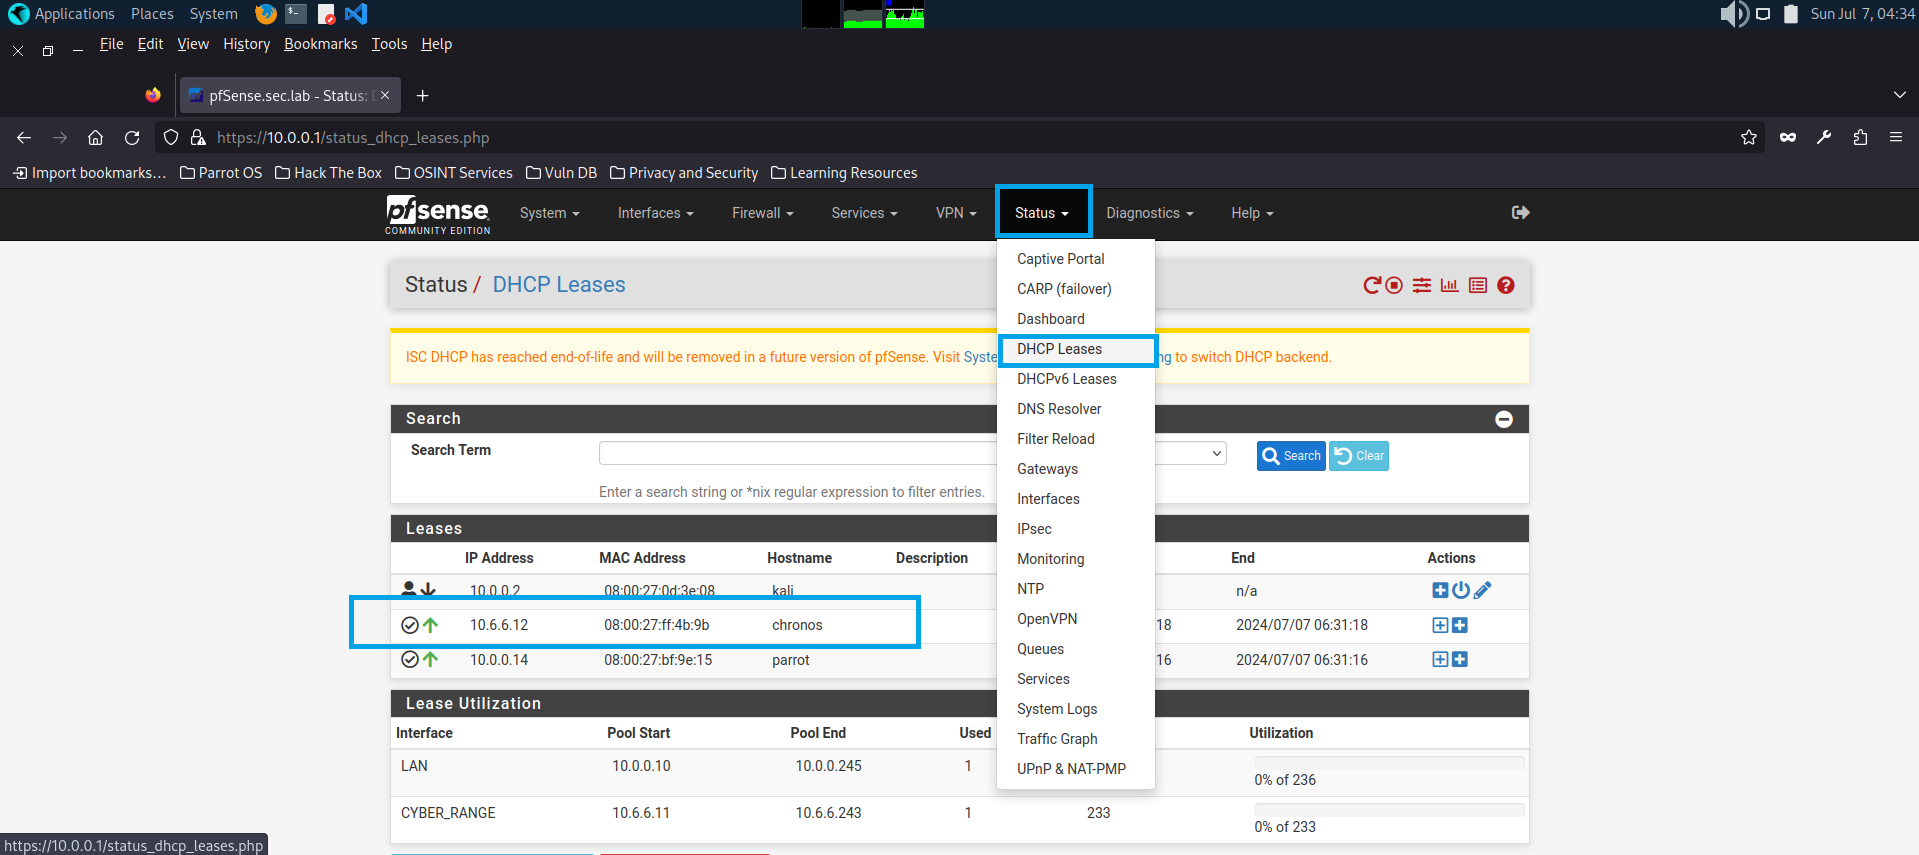 Applications Places System Sun Jul 7, 04:34
File Edit View History Bookmarks Tools Help
pfSense.sec.lab - Status:
https://10.0.0.1/status_dhcp_leases.php
Import bookmarks… Parrot OS Hack The Box OSINT Services Vuln DB Privacy and Security Learning Resources
pfsense System Interfaces Firewall Services VPN Status Diagnostics Help
COMMUNITY EDITION
Captive Portal
CARP (failover)
Dashboard
DHCP Leases
DHCPv6 Leases
DNS Resolver
Filter Reload
Gateways
Interfaces
IPsec
Monitoring
NTP
OpenVPN
Queues
Services
System Logs
Traffic Graph
UPnP & NAT-PMP
Status / DHCP Leases
ISC DHCP has reached end-of-life and will be removed in a future version of pfSense. Visit to switch DHCP backend.
Search
Search Term Search Clear
Enter a search string or *nix regular expression to filter entries.
Leases
IP Address MAC Address Hostname Description End Actions
10.0.0.2 08:00:27:0d:3e:08 kali n/a
10.6.6.12 08:00:27:ff:4b:9b chronos 18 2024/07/07 06:31:18
10.0.0.14 08:00:27:bf:9e:15 parrot 16 2024/07/07 06:31:16
Lease Utilization
Interface Pool Start Pool End Used Utilization
LAN 10.0.0.10 10.0.0.245 1 0% of 236
CYBER_RANGE 10.6.6.11 10.6.6.243 1 233 0% of 233
https://10.0.0.1/status_dhcp_leases.php